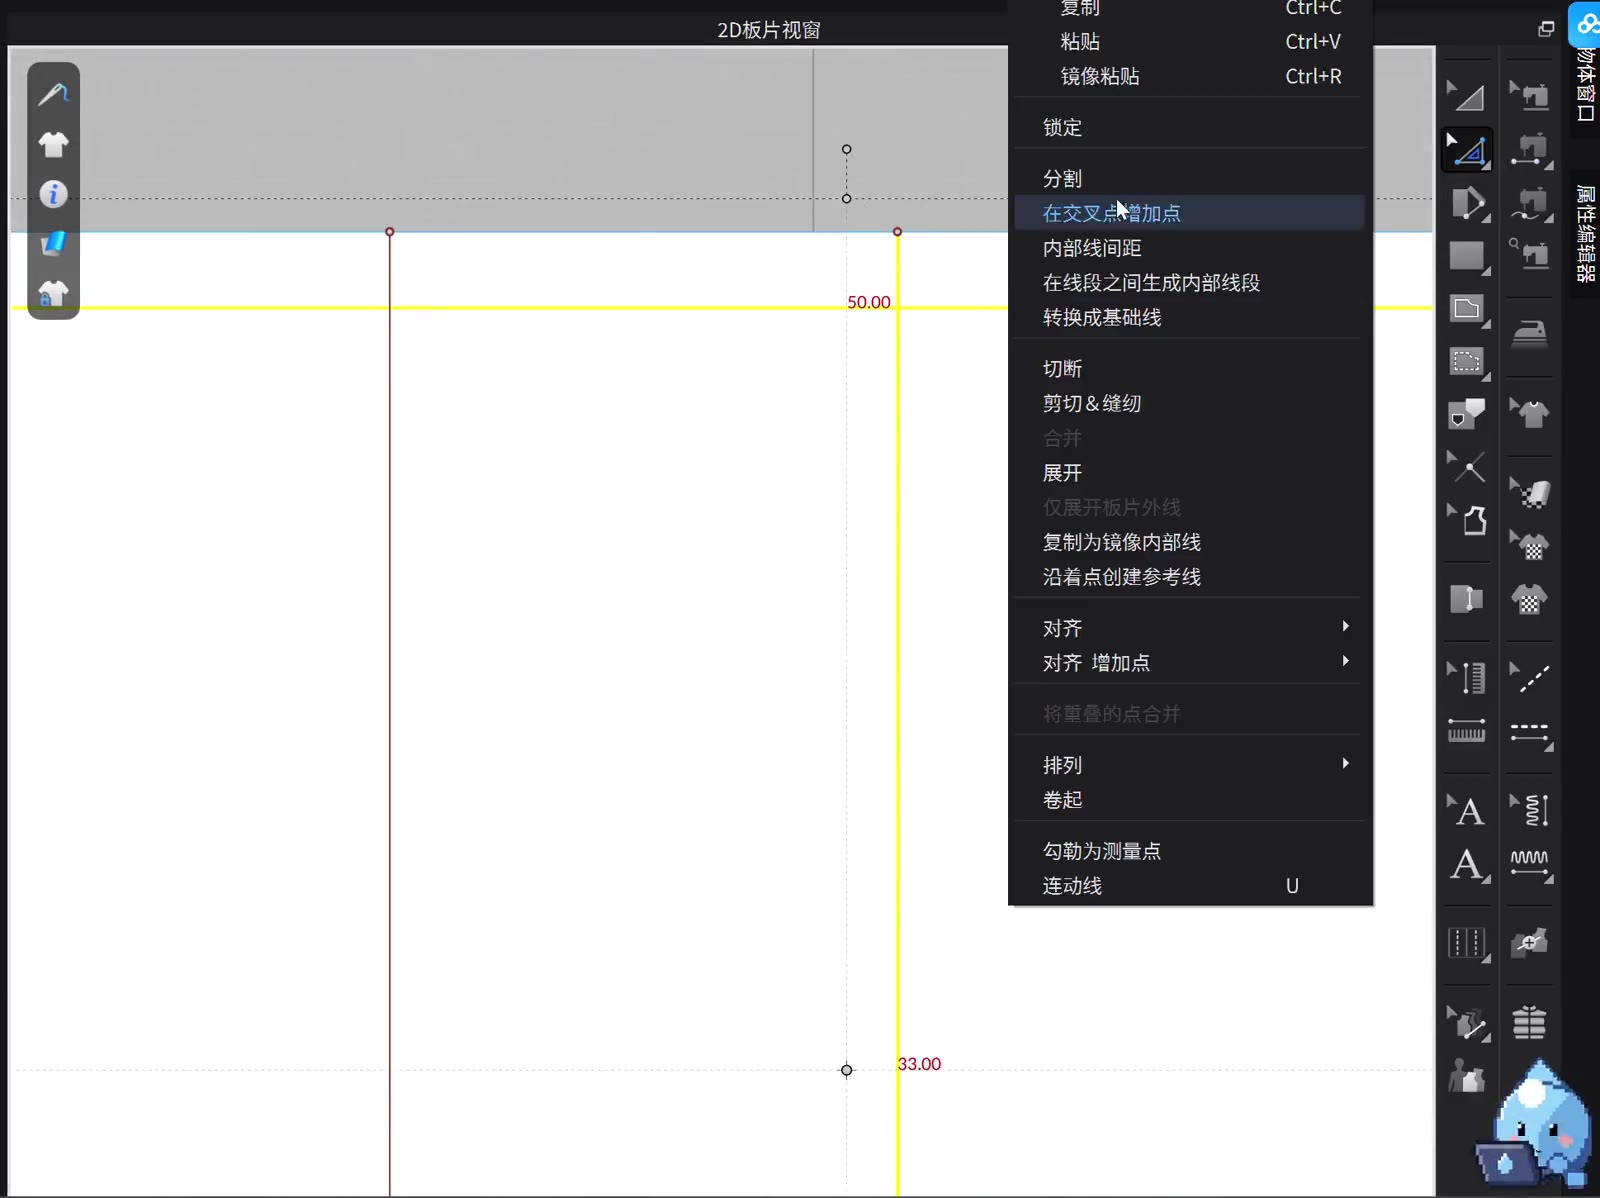 2D板片视窗
复制 Ctrl+C
粘贴 Ctrl+V
镜像粘贴 Ctrl+R
锁定
分割
在交叉点增加点
内部线间距
在线段之间生成内部线段
转换成基础线
切断
剪切＆缝纫
合并
展开
仅展开板片外线
复制为镜像内部线
沿着点创建参考线
对齐
对齐 增加点
将重叠的点合并
排列
卷起
勾勒为测量点
连动线 U
50.00
33.00
物体窗口
属性编辑器